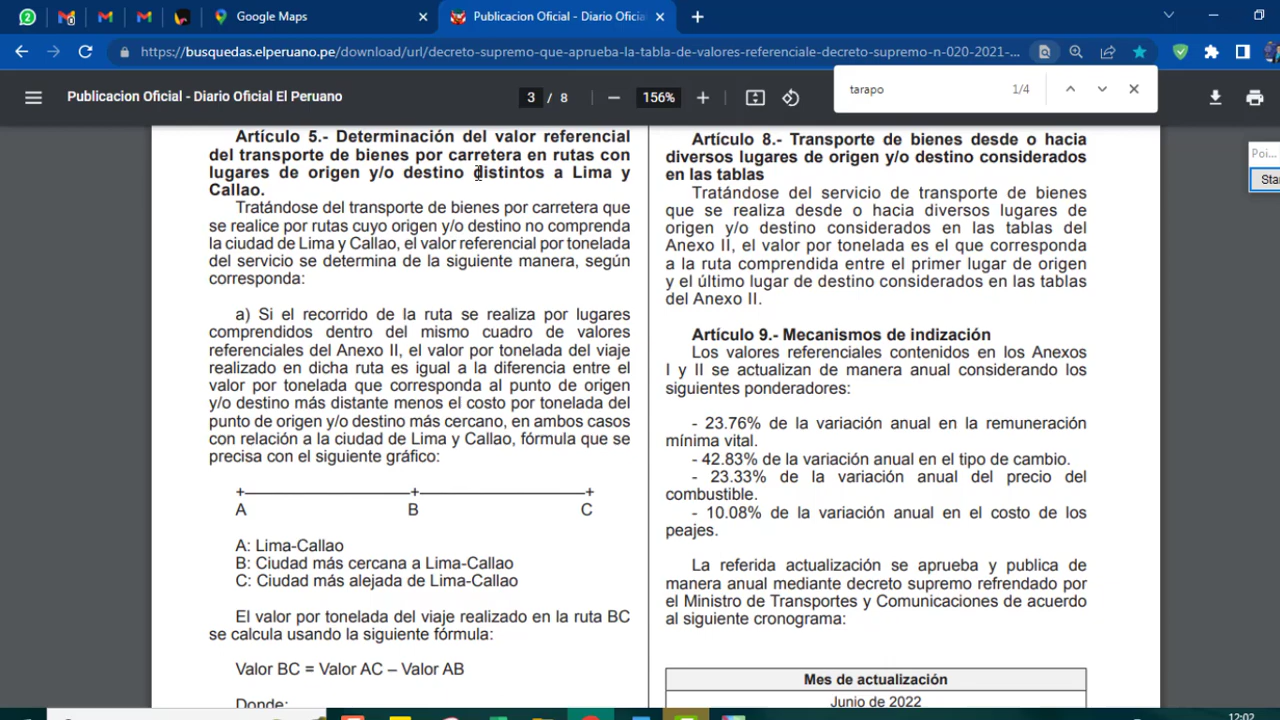 Google Maps
Publicacion Oficial - Diario Oficia
https://busquedas.elperuano.pe/download/url/decreto-supremo-que-aprueba-la-tabla-de-valores-referenciale-decreto-supremo-n-020-2021-...
tarapo
1/4
Publicacion Oficial - Diario Oficial El Peruano
3 / 8
156%
Poi...
Sta
Artículo 5.- Determinación del valor referencial
del transporte de bienes por carretera en rutas con
lugares de origen y/o destino distintos a Lima y
Callao.
Tratándose del transporte de bienes por carretera que
se realice por rutas cuyo origen y/o destino no comprenda
la ciudad de Lima y Callao, el valor referencial por tonelada
del servicio se determina de la siguiente manera, según
corresponda:
a) Si el recorrido de la ruta se realiza por lugares
comprendidos dentro del mismo cuadro de valores
referenciales del Anexo II, el valor por tonelada del viaje
realizado en dicha ruta es igual a la diferencia entre el
valor por tonelada que corresponda al punto de origen
y/o destino más distante menos el costo por tonelada del
punto de origen y/o destino más cercano, en ambos casos
con relación a la ciudad de Lima y Callao, fórmula que se
precisa con el siguiente gráfico:
+ + +
A B C
A: Lima-Callao
B: Ciudad más cercana a Lima-Callao
C: Ciudad más alejada de Lima-Callao
El valor por tonelada del viaje realizado en la ruta BC
se calcula usando la siguiente fórmula:
Valor BC = Valor AC – Valor AB
Donde:
Artículo 8.- Transporte de bienes desde o hacia
diversos lugares de origen y/o destino considerados
en las tablas
Tratándose del servicio de transporte de bienes
que se realiza desde o hacia diversos lugares de
origen y/o destino considerados en las tablas del
Anexo II, el valor por tonelada es el que corresponda
a la ruta comprendida entre el primer lugar de origen
y el último lugar de destino considerados en las tablas
del Anexo II.
Artículo 9.- Mecanismos de indización
Los valores referenciales contenidos en los Anexos
I y II se actualizan de manera anual considerando los
siguientes ponderadores:
- 23.76% de la variación anual en la remuneración
mínima vital.
- 42.83% de la variación anual en el tipo de cambio.
- 23.33% de la variación anual del precio del
combustible.
- 10.08% de la variación anual en el costo de los
peajes.
La referida actualización se aprueba y publica de
manera anual mediante decreto supremo refrendado por
el Ministro de Transportes y Comunicaciones de acuerdo
al siguiente cronograma:
Mes de actualización
Junio de 2022
12:02